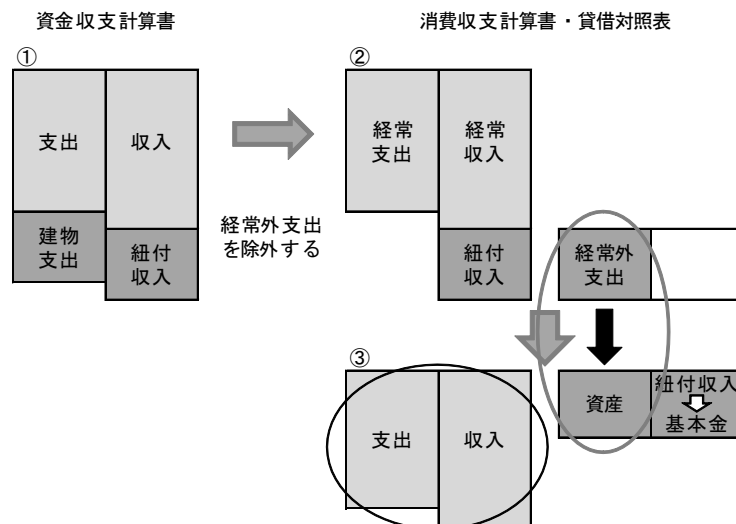 資金収支計算書
消費収支計算書・貸借対照表
①
支出
収入
建物
支出
紐付
収入
経常外支出
を除外する
②
経常
支出
経常
収入
紐付
収入
経常外
支出
③
支出
収入
資産
紐付収入
基本金